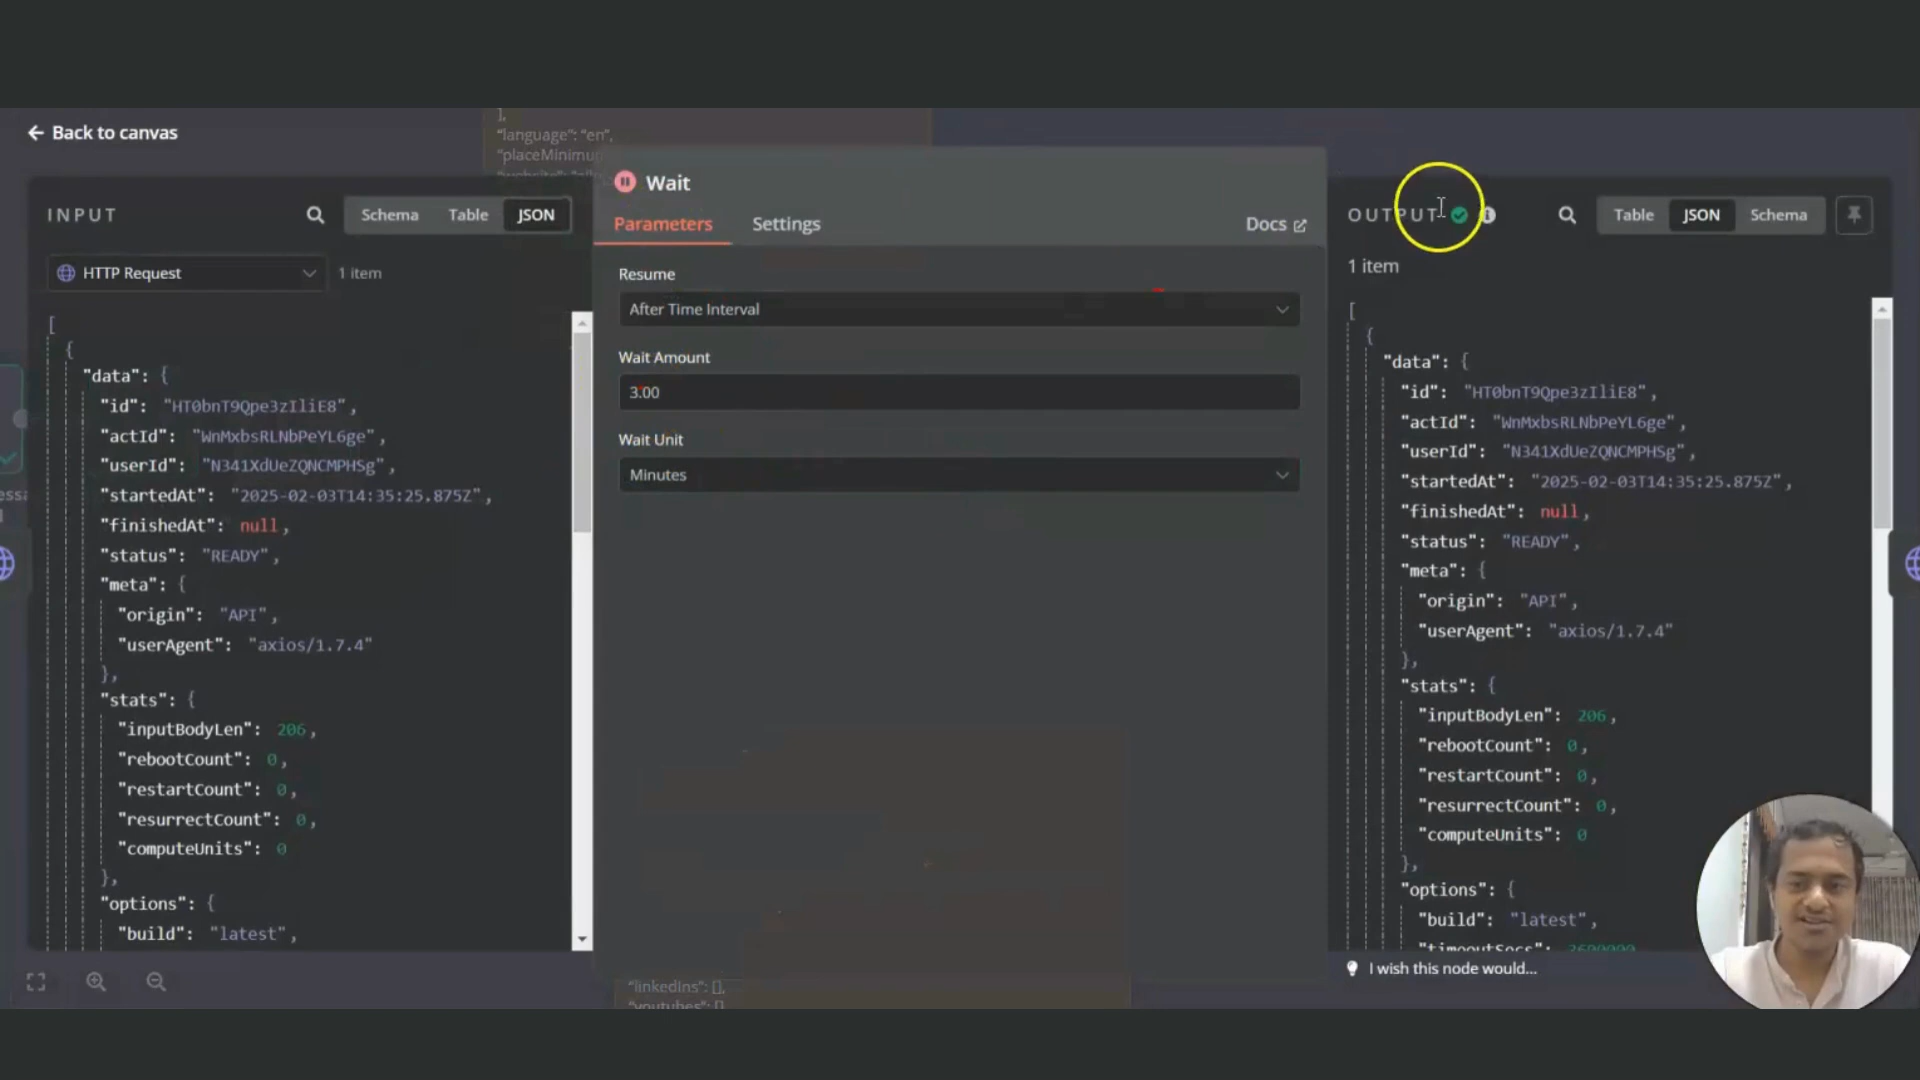 ],
"language": "en",
← Back to canvas
INPUT
Schema
Table
JSON
HTTP Request
1 item
[
{
"data": {
"id": "HT0bnT9Qpe3zIliE8",
"actId": "WnMxbsRLNbPeYL6ge",
"userId": "N341XdUeZQNCMPHSg",
"startedAt": "2025-02-03T14:35:25.875Z",
"finishedAt": null,
"status": "READY",
"meta": {
"origin": "API",
"userAgent": "axios/1.7.4"
},
"stats": {
"inputBodyLen": 206,
"rebootCount": 0,
"restartCount": 0,
"resurrectCount": 0,
"computeUnits": 0
},
"options": {
"build": "latest",
Wait
Parameters
Settings
Docs
Resume
After Time Interval
Wait Amount
3.00
Wait Unit
Minutes
"linkedIns": [],
OUTPUT
Table
JSON
Schema
1 item
[
{
"data": {
"id": "HT0bnT9Qpe3zIliE8",
"actId": "WnMxbsRLNbPeYL6ge",
"userId": "N341XdUeZQNCMPHSg",
"startedAt": "2025-02-03T14:35:25.875Z",
"finishedAt": null,
"status": "READY",
"meta": {
"origin": "API",
"userAgent": "axios/1.7.4"
},
"stats": {
"inputBodyLen": 206,
"rebootCount": 0,
"restartCount": 0,
"resurrectCount": 0,
"computeUnits": 0
},
"options": {
"build": "latest",
I wish this node would...